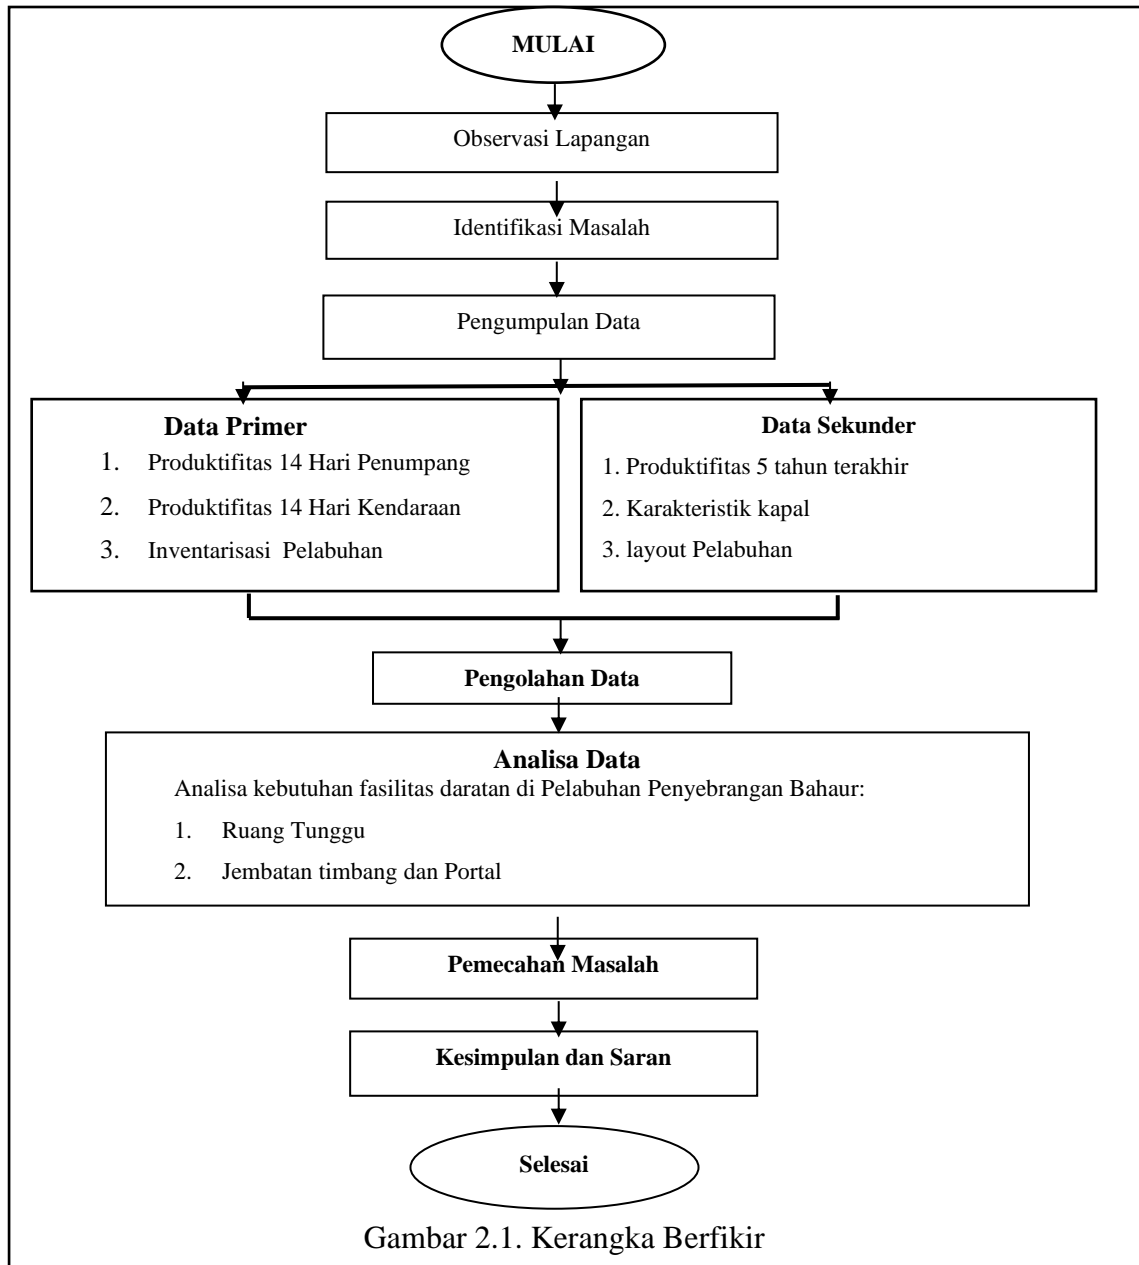 MULAI
Observasi Lapangan
Identifikasi Masalah
Pengumpulan Data
Data Primer
1. Produktifitas 14 Hari Penumpang
2. Produktifitas 14 Hari Kendaraan
3. Inventarisasi Pelabuhan
Data Sekunder
1. Produktifitas 5 tahun terakhir
2. Karakteristik kapal
3. layout Pelabuhan
Pengolahan Data
Analisa Data
Analisa kebutuhan fasilitas daratan di Pelabuhan Penyebrangan Bahaur:
1. Ruang Tunggu
2. Jembatan timbang dan Portal
Pemecahan Masalah
Kesimpulan dan Saran
Selesai
Gambar 2.1. Kerangka Berfikir